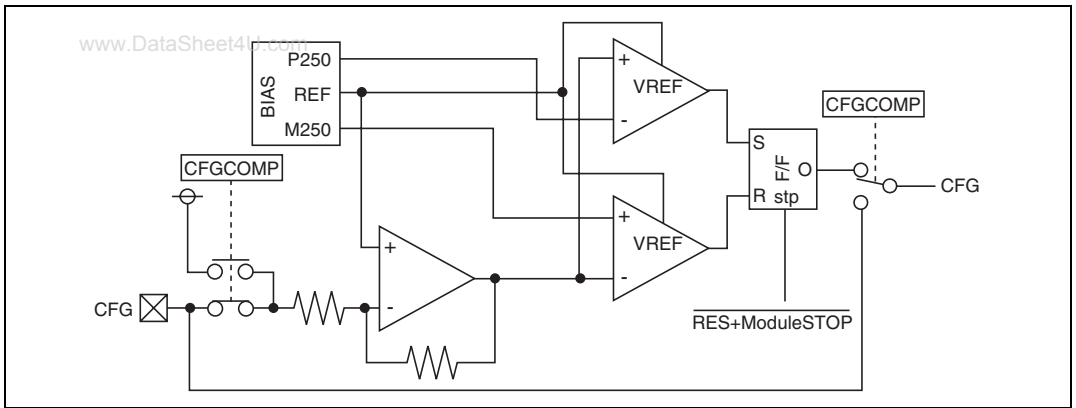 www.DataSheet4U.com
P250
REF
M250
BIAS
+
VREF
-
CFGCOMP
S
F/F
O
R
stp
CFG
CFGCOMP
+
VREF
-
+
-
CFG
RES+ModuleSTOP